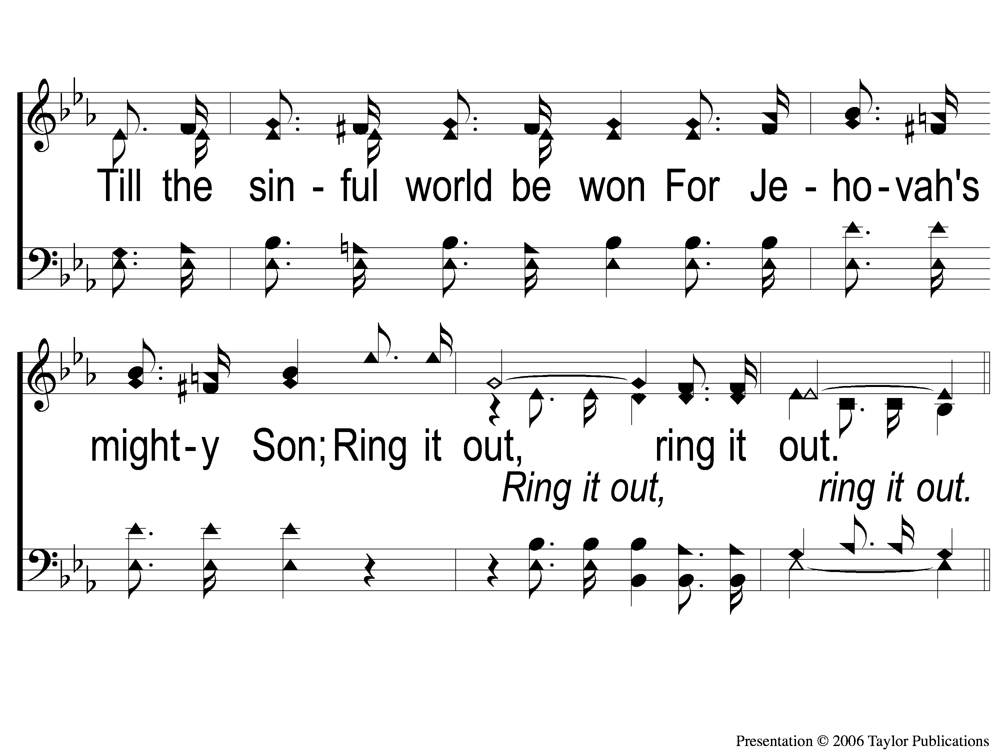 Till the sin - ful world be won For Je - ho - vah's
might - y Son; Ring it out, ring it out.
Ring it out, ring it out.
Presentation © 2006 Taylor Publications